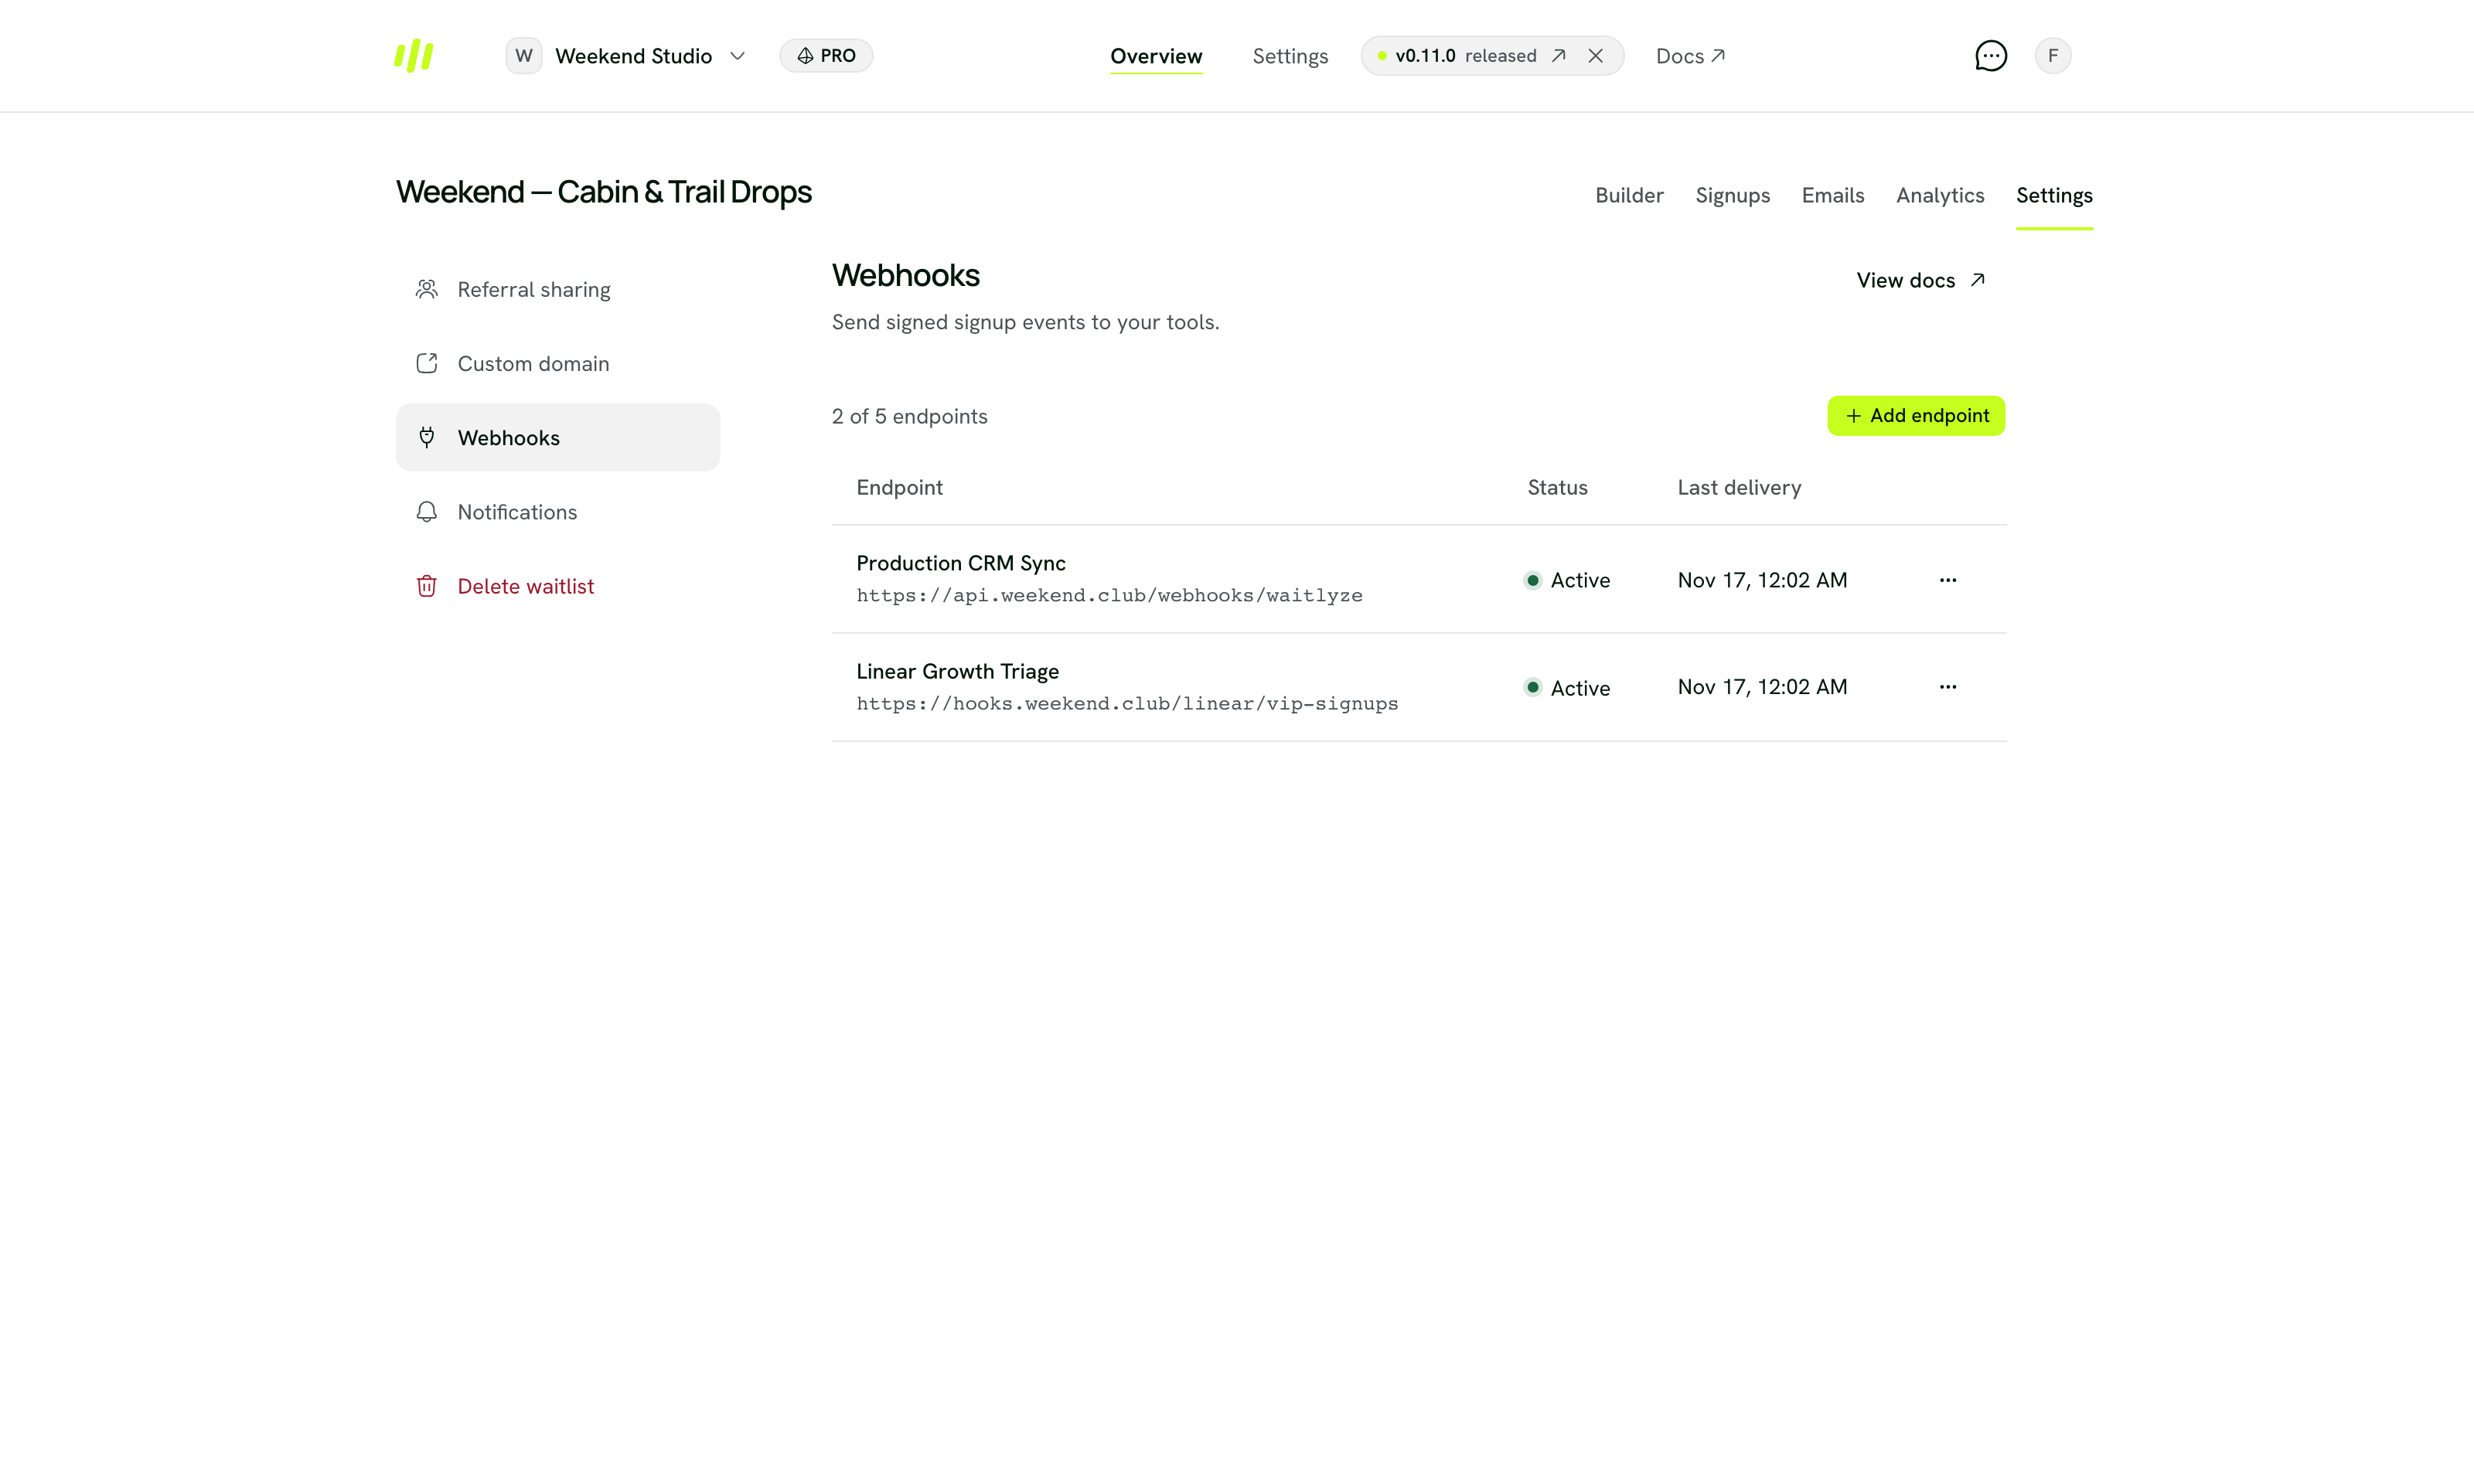 W Weekend Studio PRO Overview Settings v0.11.0 released Docs F
Weekend — Cabin & Trail Drops
Builder Signups Emails Analytics Settings
Referral sharing
Custom domain
Webhooks
Notifications
Delete waitlist
Webhooks
View docs
Send signed signup events to your tools.
2 of 5 endpoints
Add endpoint
Endpoint Status Last delivery
Production CRM Sync
https://api.weekend.club/webhooks/waitlyze
Active Nov 17, 12:02 AM
Linear Growth Triage
https://hooks.weekend.club/linear/vip-signups
Active Nov 17, 12:02 AM